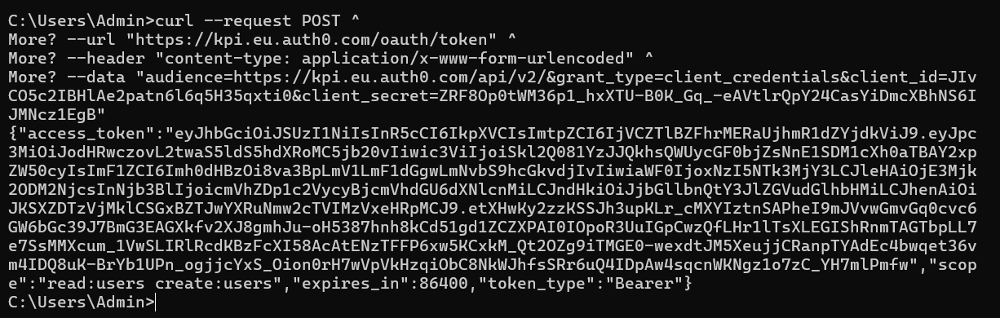 C:\Users\Admin>curl --request POST ^
More? --url "https://kpi.eu.auth0.com/oauth/token" ^
More? --header "content-type: application/x-www-form-urlencoded" ^
More? --data "audience=https://kpi.eu.auth0.com/api/v2/&grant_type=client_credentials&client_id=JIv
CO5c2IBHlAe2patn6l6q5H35qxti0&client_secret=ZRF8Op0tWM36p1_hxXTU-B0K_Gq_-eAVtlrQpY24CasYiDmcXBhNS6I
JMNcz1EgB"
{"access_token":"eyJhbGciOiJSUzI1NiIsInR5cCI6IkpXVCIsImtpZCI6IjVCZTlBZFhrMERaUjhmR1dZYjdkViJ9.eyJpc
3MiOiJodHRwczovL2twaS5ldS5hdXRoMC5jb20vIiwic3ViIjoiSkl2Q081YzJJQkhsQWUycGF0bjZsNnE1SDM1cXh0aTBAY2xp
ZW50cyIsImF1ZCI6Imh0dHBzOi8va3BpLmV1LmF1dGgwLmNvbS9hcGkvdjIvIiwiaWF0IjoxNzI5NTk3MjY3LCJleHAiOjE3Mjk
2ODM2NjcsInNjb3BlIjoicmVhZDp1c2VycyBjcmVhdGU6dXNlcnMiLCJndHkiOiJjbGllbnQtY3JlZGVudGlhbHMiLCJhenAiOi
JKSXZDTzVjMklCSGxBZTJwYXRuNmw2cTVIMzVxeHRpMCJ9.etXHWKy2zzKSSJh3upKLr_cMXYIztnSAPheI9mJVvwGmvGq0cvc6
GW6bGc39J7BmG3EAGXkfv2XJ8gmhJu-oH5387hnh8kCd51gd1ZCZXPAI0IOpoR3UuIGpCwzQfLHr1lTsXLEGIShRnmTAGTbpLL7
e7SsMMXcum_1VwSLIRlRcdKBzFcXI58AcAtENzTFFP6xw5KCxkM_Qt2OZg9iTMGE0-wexdtJM5XeujjCRanpTYAdEc4bwqet36v
m4IDQ8uK-BrYb1UPn_ogjjcYxS_Oion0rH7wVpVkHzqiObC8NkWJhfsSRr6uQ4IDpAw4sqcnWKNgz1o7zC_YH7mlPmfw","scop
e":"read:users create:users","expires_in":86400,"token_type":"Bearer"}
C:\Users\Admin>